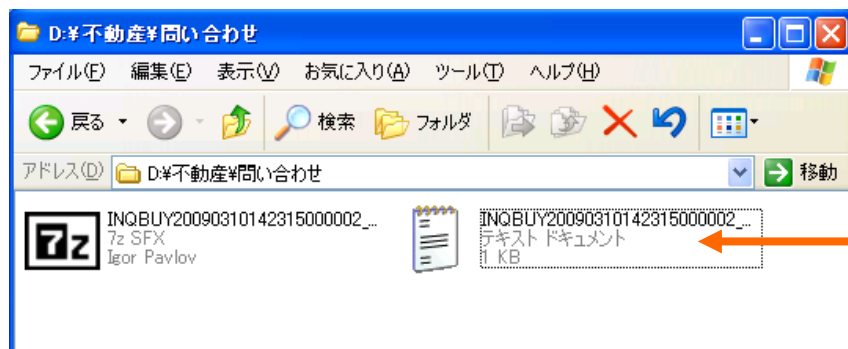 D:¥不動産¥問い合わせ
ファイル(F) 編集(E) 表示(V) お気に入り(A) ツール(T) ヘルプ(H)
戻る 検索 フォルダ
アドレス(D) D:¥不動産¥問い合わせ 移動
7z INQBUY20090310142315000002_... INQBUY20090310142315000002_...
7z SFX テキスト ドキュメント
Igor Pavlov 1 KB